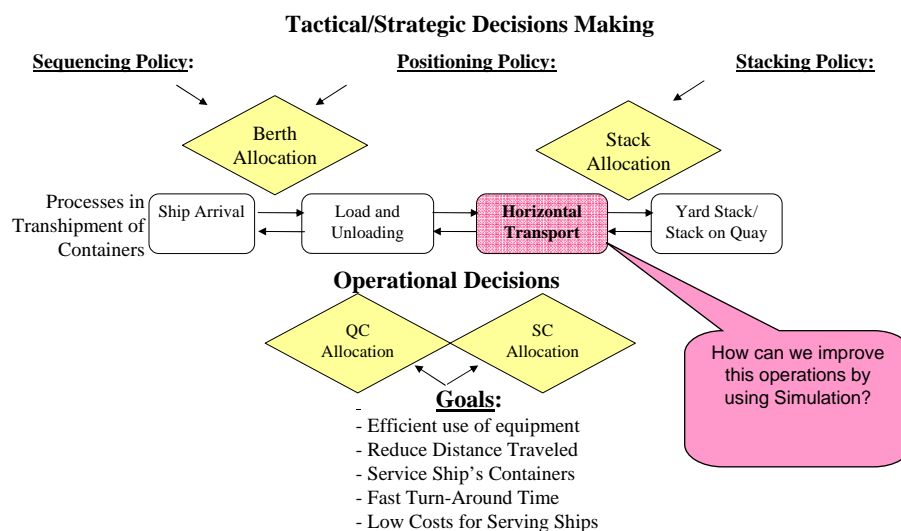 Tactical/Strategic Decisions Making
Sequencing Policy:
Positioning Policy:
Stacking Policy:
Berth
Allocation
Stack
Allocation
Processes in
Transhipment of
Containers
Ship Arrival
Load and
Unloading
Horizontal
Transport
Yard Stack/
Stack on Quay
Operational Decisions
QC
Allocation
SC
Allocation
How can we improve
this operations by
using Simulation?
Goals:
-
- Efficient use of equipment
- Reduce Distance Traveled
- Service Ship's Containers
- Fast Turn-Around Time
- Low Costs for Serving Ships